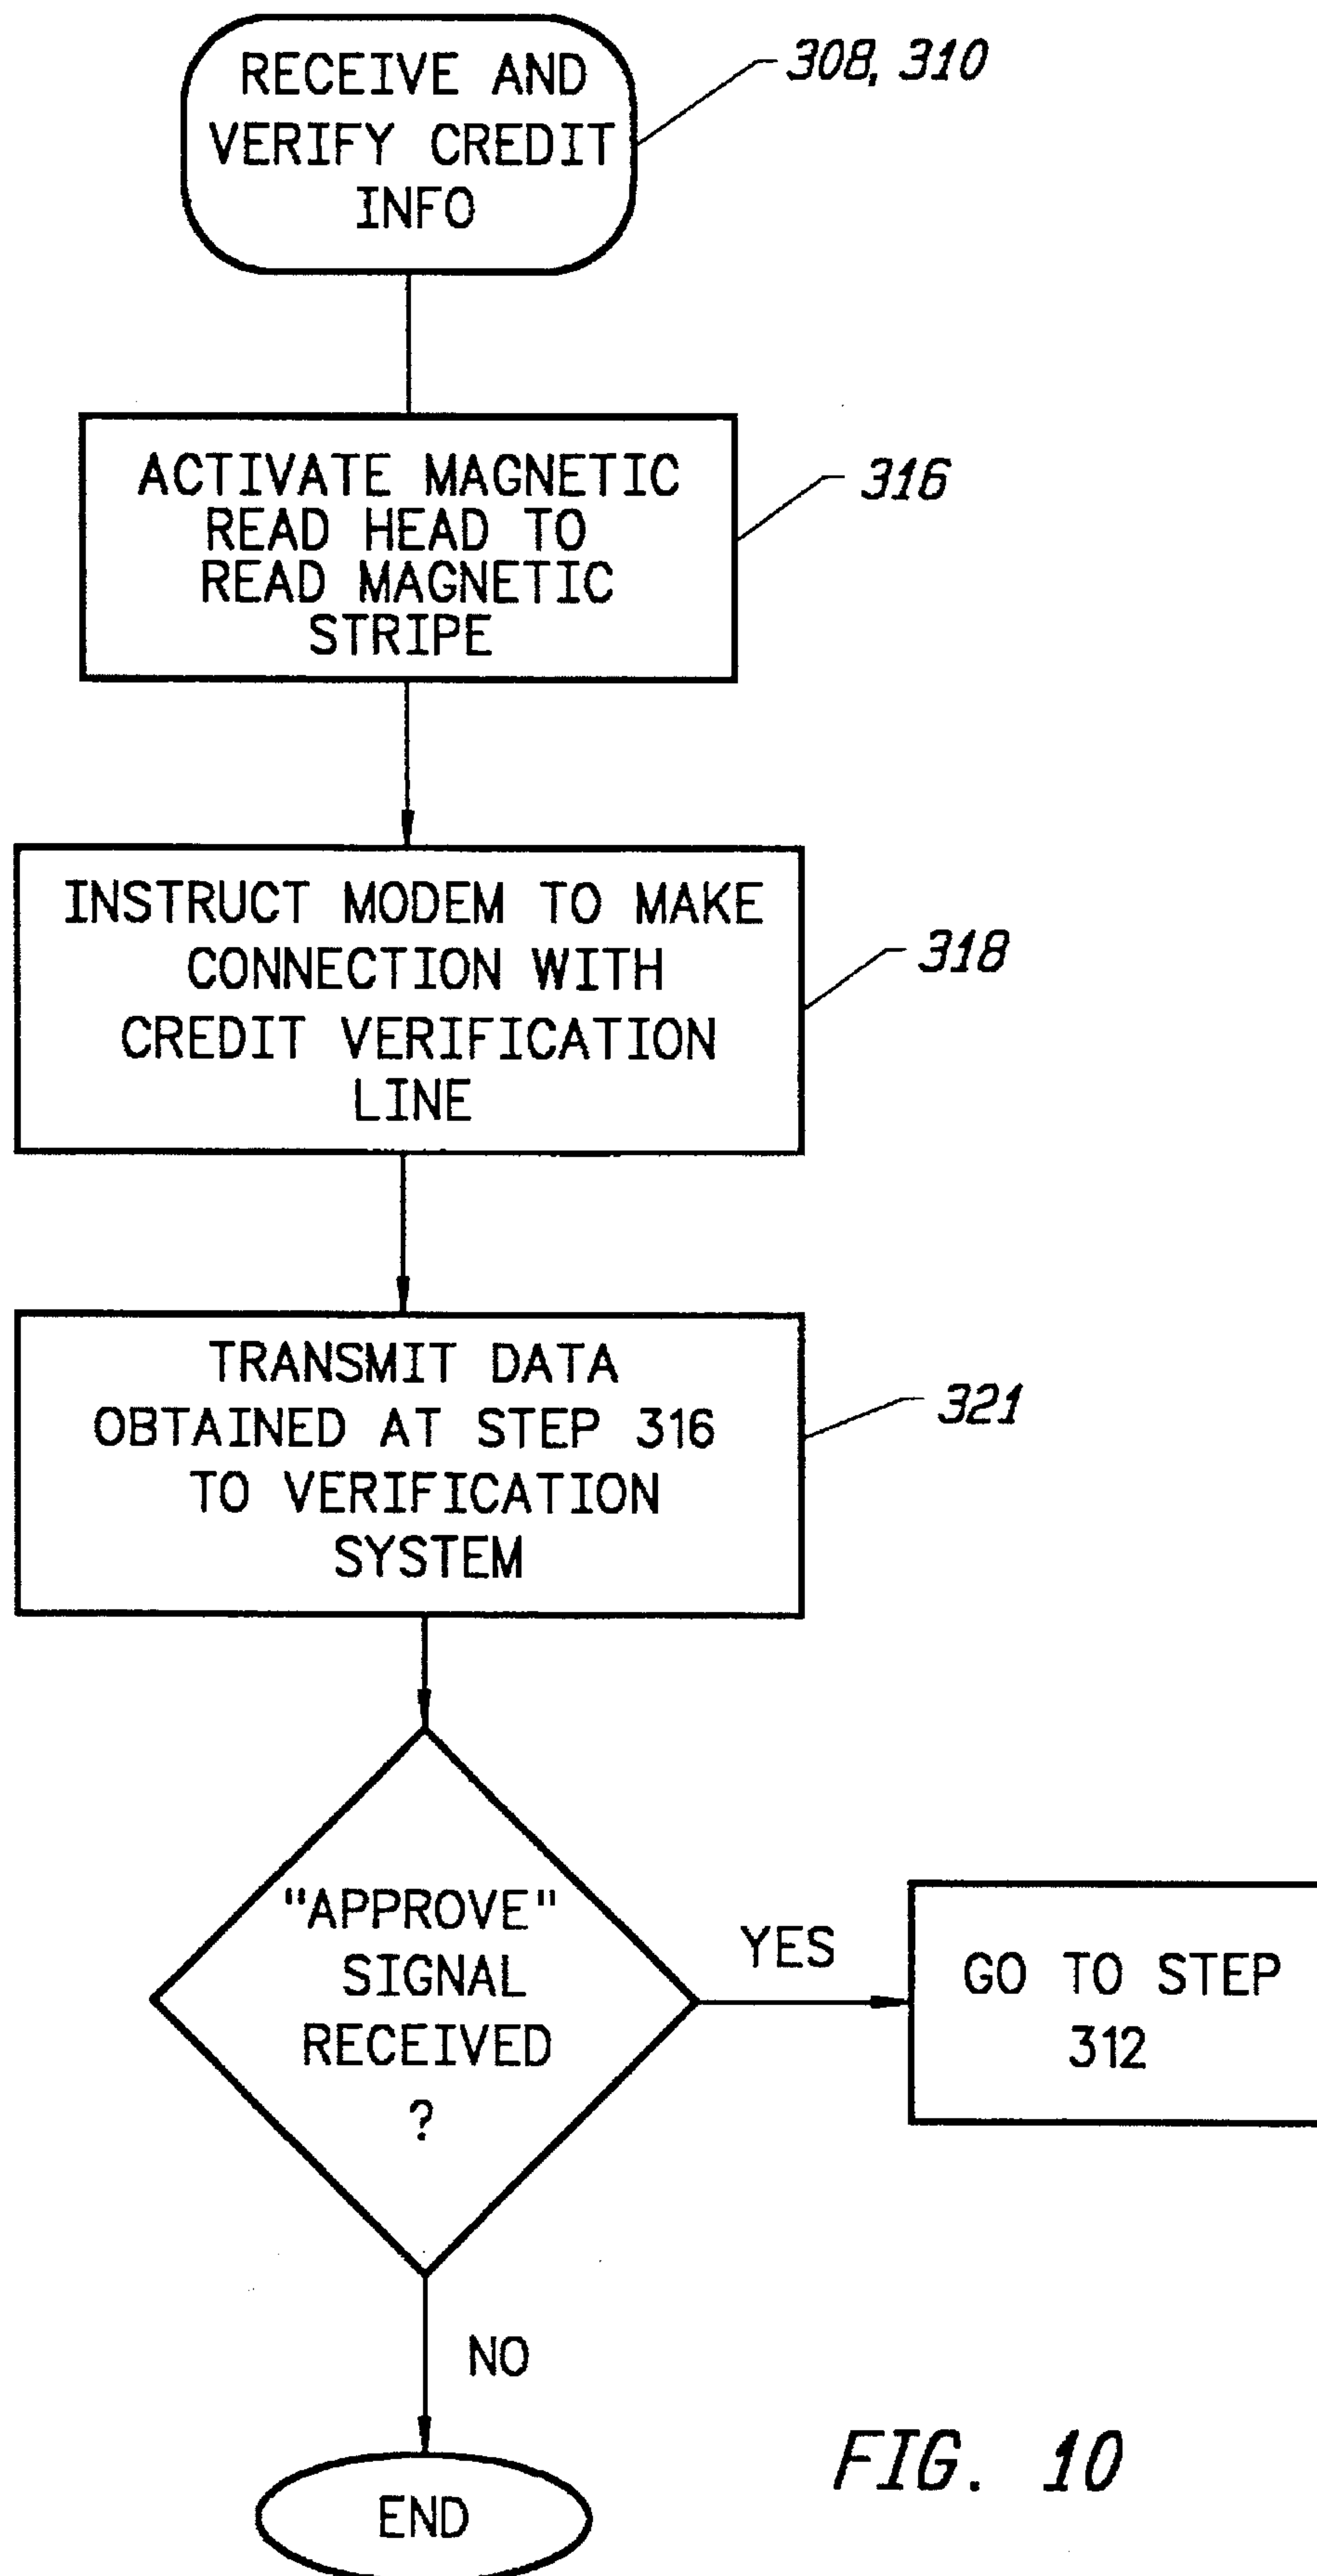 RECEIVE AND
VERIFY CREDIT
INFO
308, 310
ACTIVATE MAGNETIC
READ HEAD TO
READ MAGNETIC
STRIPE
316
INSTRUCT MODEM TO MAKE
CONNECTION WITH
CREDIT VERIFICATION
LINE
318
TRANSMIT DATA
OBTAINED AT STEP 316
TO VERIFICATION
SYSTEM
321
"APPROVE"
SIGNAL
RECEIVED
?
YES
GO TO STEP
312
NO
END
FIG. 10